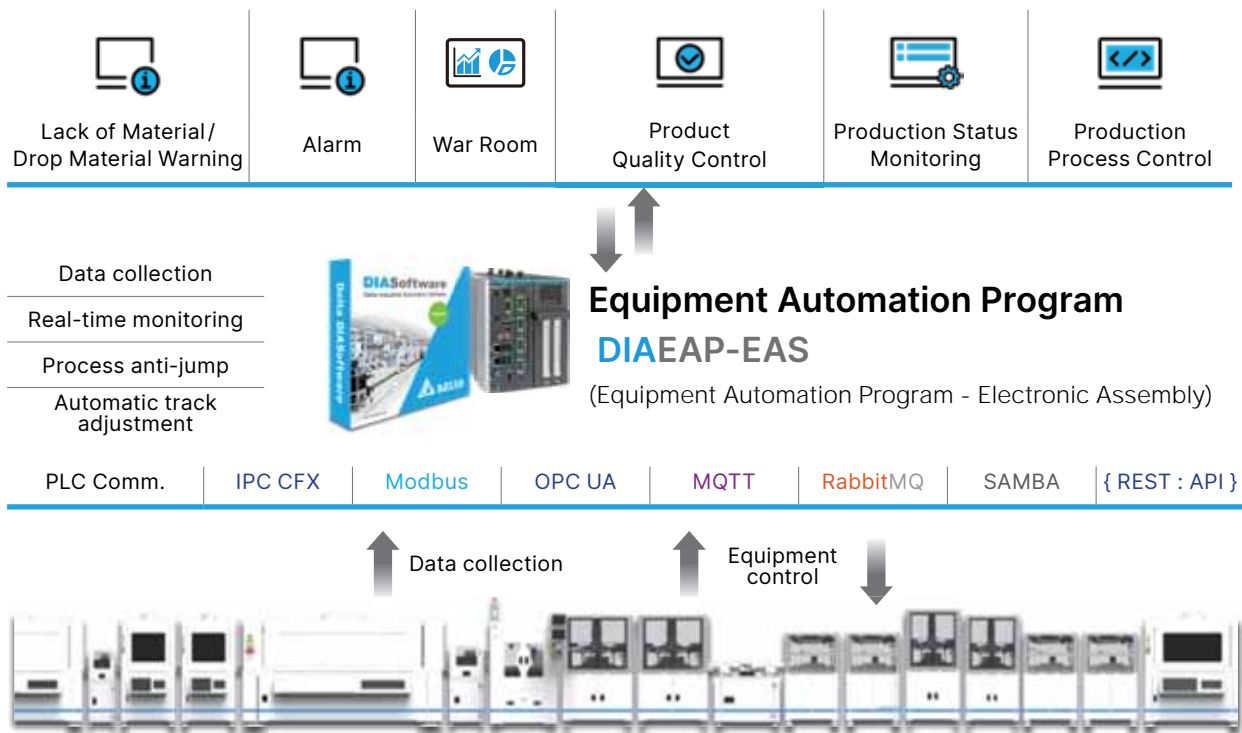 Lack of Material/
Drop Material Warning
Alarm
War Room
Product
Quality Control
Production Status
Monitoring
Production
Process Control
Data collection
Real-time monitoring
Process anti-jump
Automatic track
adjustment
DIASoftware
Delta DIASoftware
Equipment Automation Program
DIAEAP-EAS
(Equipment Automation Program - Electronic Assembly)
PLC Comm.
IPC CFX
Modbus
OPC UA
MQTT
RabbitMQ
SAMBA
{ REST : API }
Data collection
Equipment
control